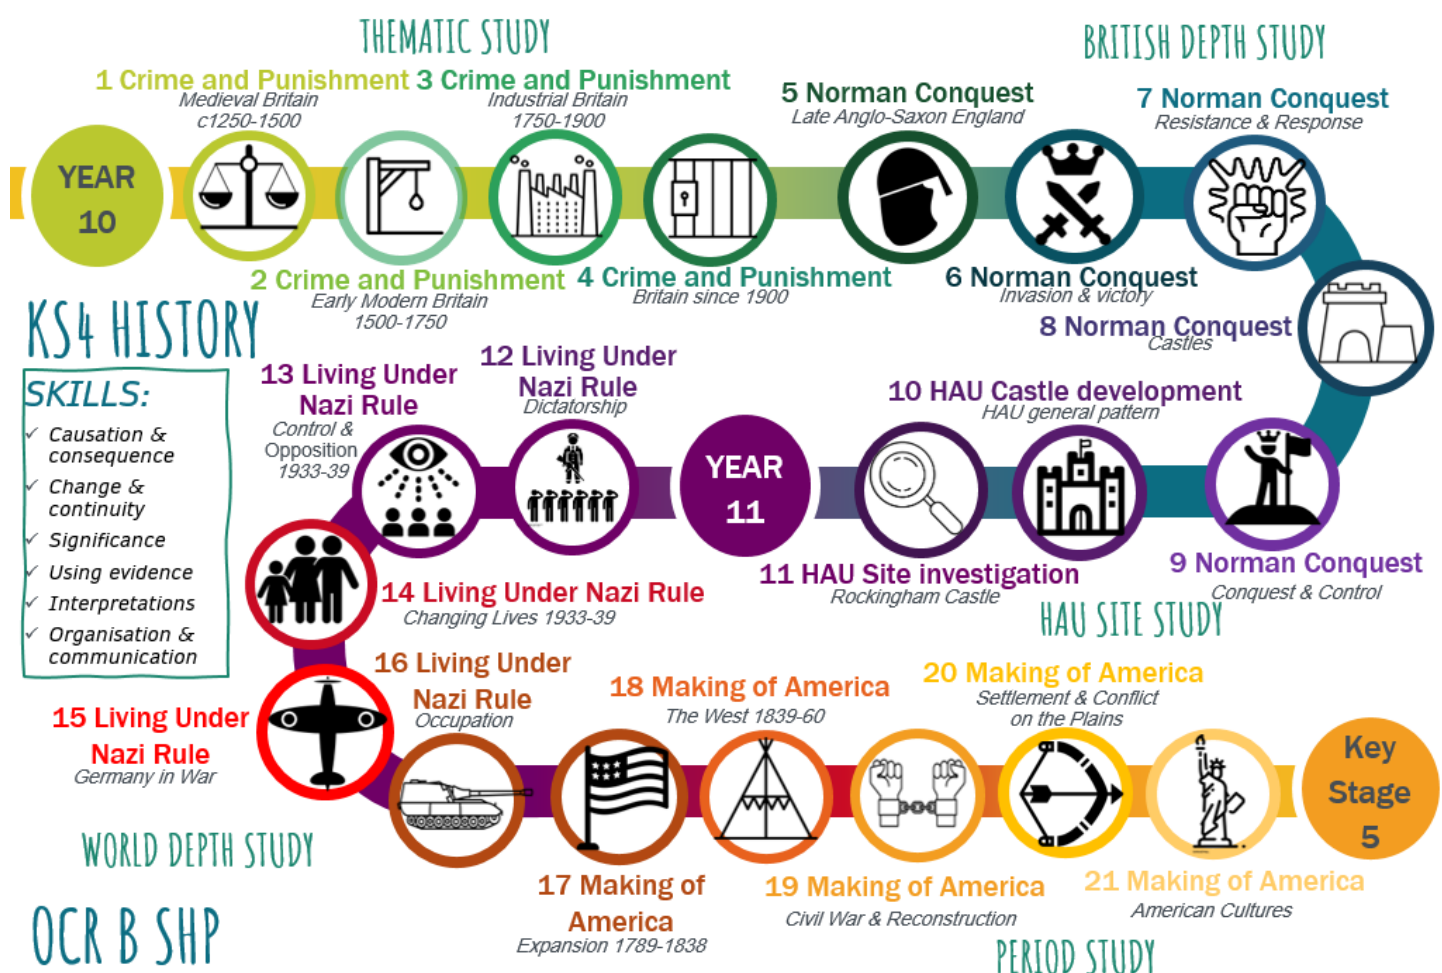 THEMATIC STUDY
BRITISH DEPTH STUDY
1 Crime and Punishment
Medieval Britain
c1250-1500
3 Crime and Punishment
Industrial Britain
1750-1900
5 Norman Conquest
Late Anglo-Saxon England
7 Norman Conquest
Resistance & Response
YEAR
10
2 Crime and Punishment
Early Modern Britain
1500-1750
4 Crime and Punishment
Britain since 1900
6 Norman Conquest
Invasion & victory
8 Norman Conquest
Castles
KS4 HISTORY
SKILLS:
✓ Causation &
consequence
✓ Change &
continuity
✓ Significance
✓ Using evidence
✓ Interpretations
✓ Organisation &
communication
13 Living Under
Nazi Rule
Control &
Opposition
1933-39
12 Living Under
Nazi Rule
Dictatorship
YEAR
11
10 HAU Castle development
HAU general pattern
11 HAU Site investigation
Rockingham Castle
9 Norman Conquest
Conquest & Control
HAU SITE STUDY
14 Living Under Nazi Rule
Changing Lives 1933-39
15 Living Under
Nazi Rule
Germany in War
16 Living Under
Nazi Rule
Occupation
18 Making of America
The West 1839-60
20 Making of America
Settlement & Conflict
on the Plains
Key
Stage
5
WORLD DEPTH STUDY
17 Making of
America
Expansion 1789-1838
19 Making of America
Civil War & Reconstruction
21 Making of America
American Cultures
OCR B SHP
PERIOD STUDY